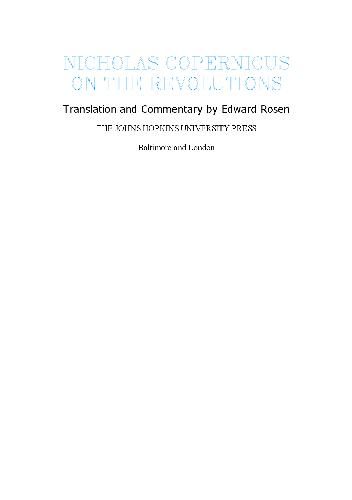 NICHOLAS COPERNICUS
ON THE REVOLUTIONS
Translation and Commentary by Edward Rosen
THE JOHNS HOPKINS UNIVERSITY PRESS
Baltimore and London